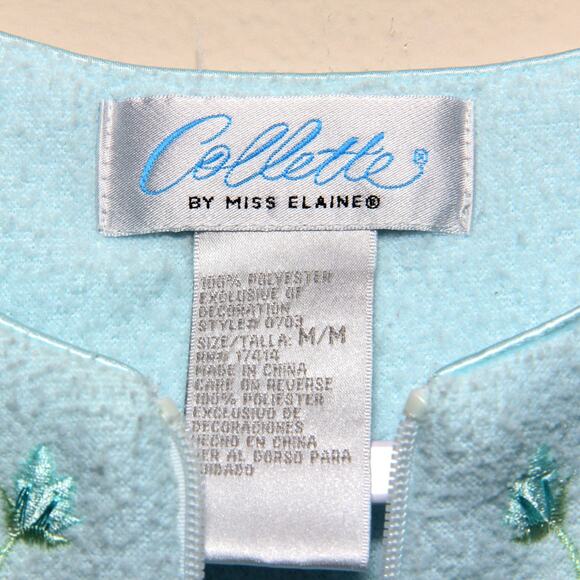 Collette®
BY MISS ELAINE®
100% POLYESTER
EXCLUSIVE OF
DECORATION
STYLE# 0703
SIZE/TALLA: M/M
RN# 17414
MADE IN CHINA
CARE ON REVERSE
100% POLIESTER
EXCLUSIVO DE
DECORACIONES
HECHO EN CHINA
VER AL DORSO PARA
CUIDADO